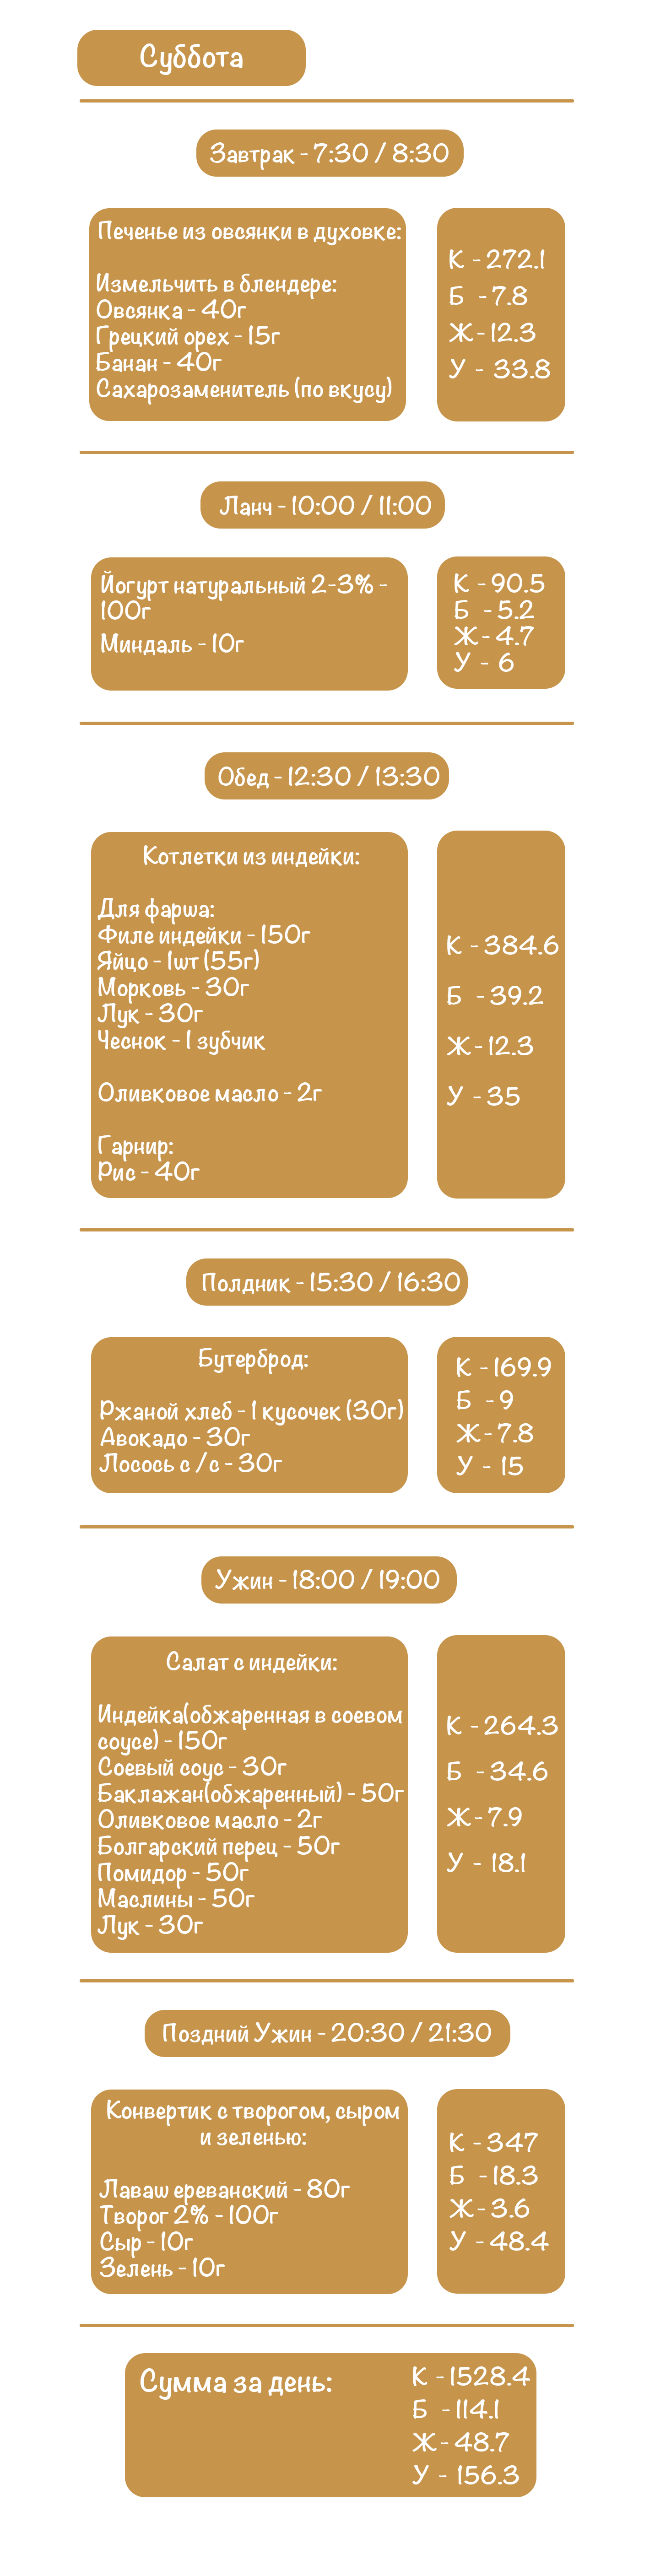 Суббота
Завтрак - 7:30 / 8:30
Печенье из овсянки в духовке:
Измельчить в блендере:
Овсянка - 40г
Грецкий орех - 15г
Банан - 40г
Сахарозаменитель (по вкусу)
К - 272.1
Б - 7.8
Ж - 12.3
У - 33.8
Ланч - 10:00 / 11:00
Йогурт натуральный 2-3% -
100г
Миндаль - 10г
К - 90.5
Б - 5.2
Ж - 4.7
У - 6
Обед - 12:30 / 13:30
Котлетки из индейки:
Для фарша:
Филе индейки - 150г
Яйцо - 1шт (55г)
Морковь - 30г
Лук - 30г
Чеснок - 1 зубчик
Оливковое масло - 2г
Гарнир:
Рис - 40г
К - 384.6
Б - 39.2
Ж - 12.3
У - 35
Полдник - 15:30 / 16:30
Бутерброд:
Ржаной хлеб - 1 кусочек (30г)
Авокадо - 30г
Лосось с /с - 30г
К - 169.9
Б - 9
Ж - 7.8
У - 15
Ужин - 18:00 / 19:00
Салат с индейки:
Индейка(обжаренная в соевом
соусе) - 150г
Соевый соус - 30г
Баклажан(обжаренный) - 50г
Оливковое масло - 2г
Болгарский перец - 50г
Помидор - 50г
Маслины - 50г
Лук - 30г
К - 264.3
Б - 34.6
Ж - 7.9
У - 18.1
Поздний Ужин - 20:30 / 21:30
Конвертик с творогом, сыром
и зеленью:
Лаваш ереванский - 80г
Творог 2% - 100г
Сыр - 10г
Зелень - 10г
К - 347
Б - 18.3
Ж - 3.6
У - 48.4
Сумма за день:
К - 1528.4
Б - 114.1
Ж - 48.7
У - 156.3